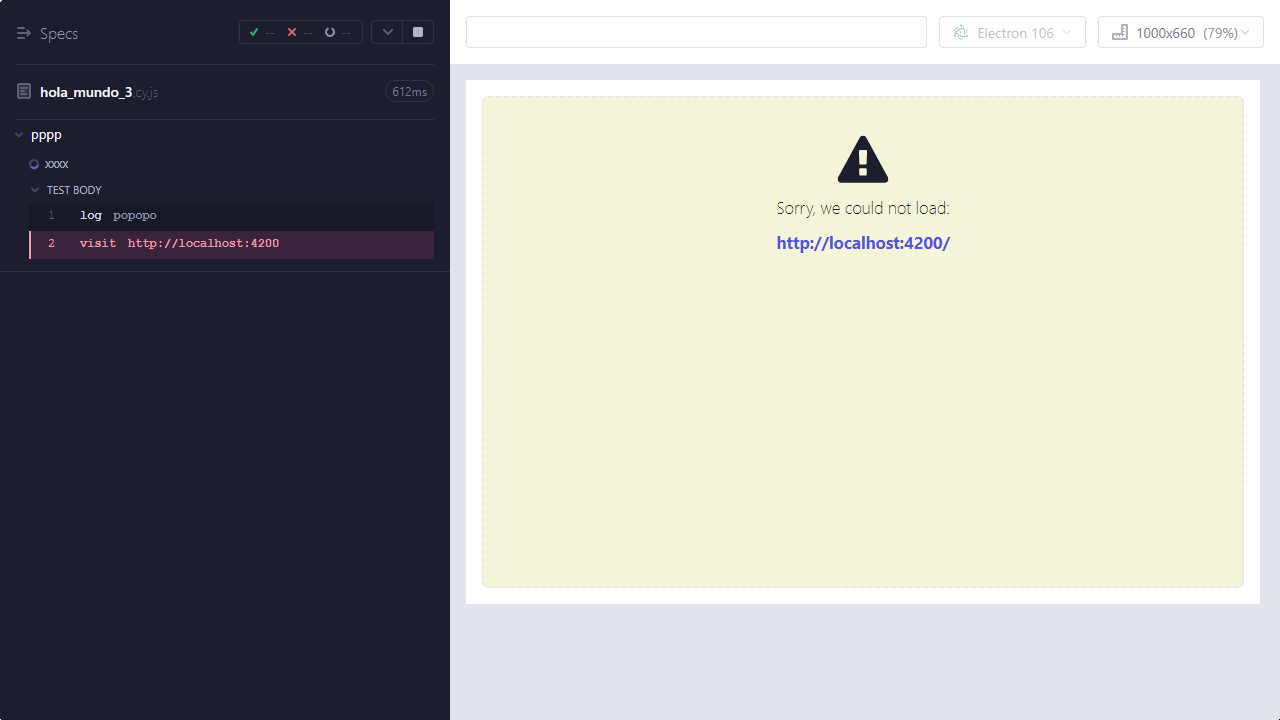 Specs
-- -- --
hola_mundo_3.cy.js 612ms
pppp
xxxx
TEST BODY
1 log popopo
2 visit http://localhost:4200
Electron 106
1000x660 (79%)
Sorry, we could not load:
http://localhost:4200/